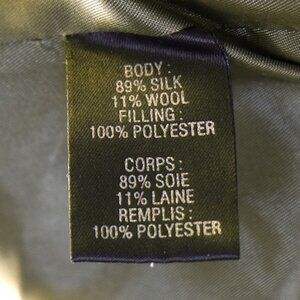 BODY:
89% SILK
11% WOOL
FILLING:
100% POLYESTER
CORPS:
89% SOIE
11% LAINE
REMPLIS:
100% POLYESTER